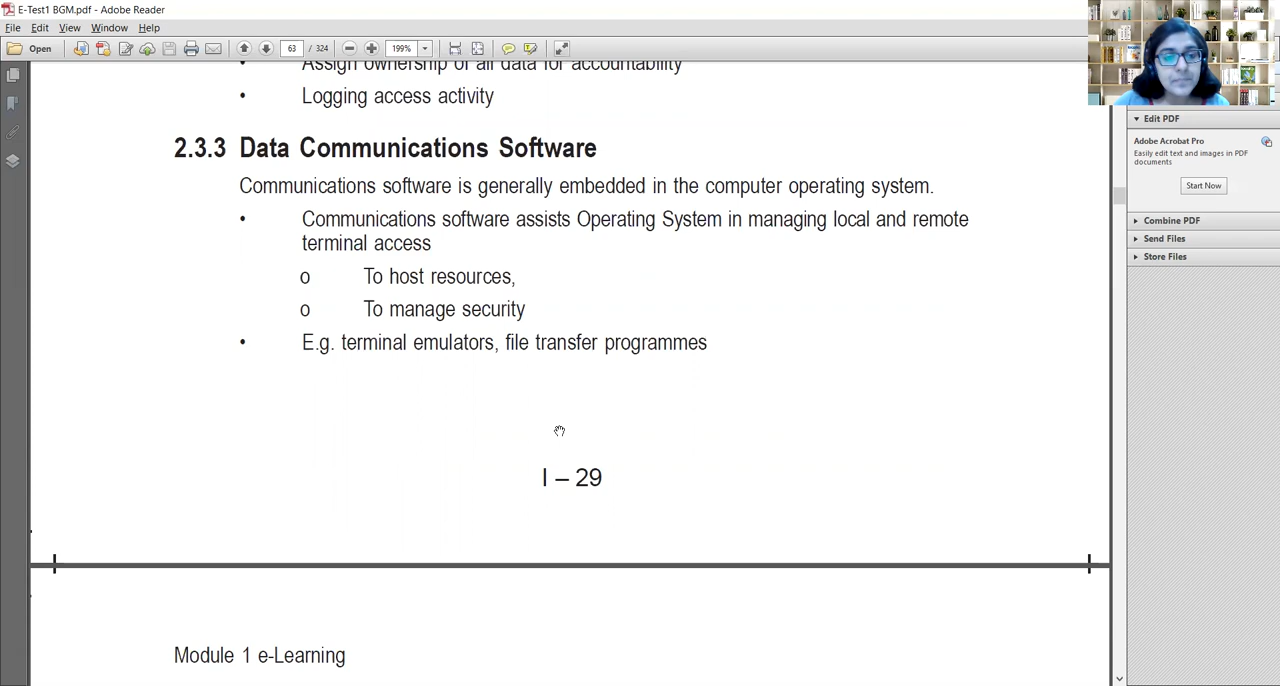 E-Test1 BGM.pdf - Adobe Reader
File Edit View Window Help
Open 63 / 324 199%
Assign ownership of all data for accountability
• Logging access activity
2.3.3 Data Communications Software
Communications software is generally embedded in the computer operating system.
• Communications software assists Operating System in managing local and remote
terminal access
o To host resources,
o To manage security
• E.g. terminal emulators, file transfer programmes
I – 29
Module 1 e-Learning
Edit PDF
Adobe Acrobat Pro
Easily edit text and images in PDF
documents
Start Now
Combine PDF
Send Files
Store Files